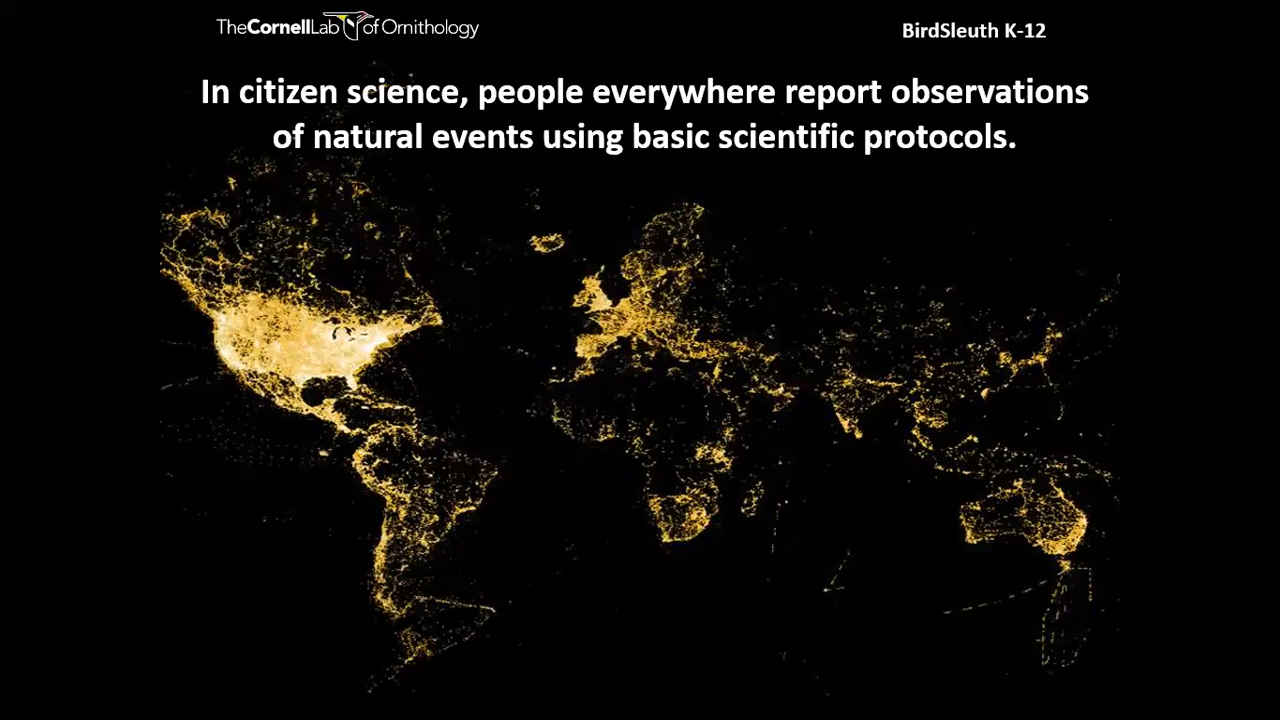 TheCornellLab of Ornithology
BirdSleuth K-12
In citizen science, people everywhere report observations
of natural events using basic scientific protocols.